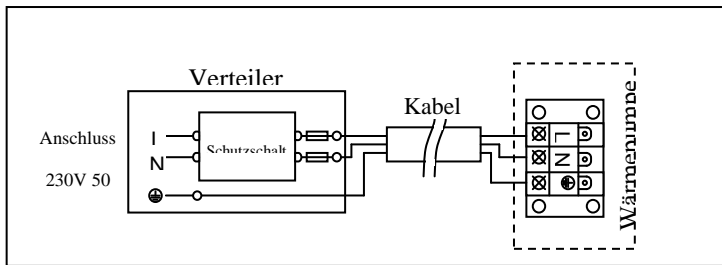 Verteiler
Kabel
Anschluss
230V 50
I
N
Schutzschalt
L
N
Wärmepumpe